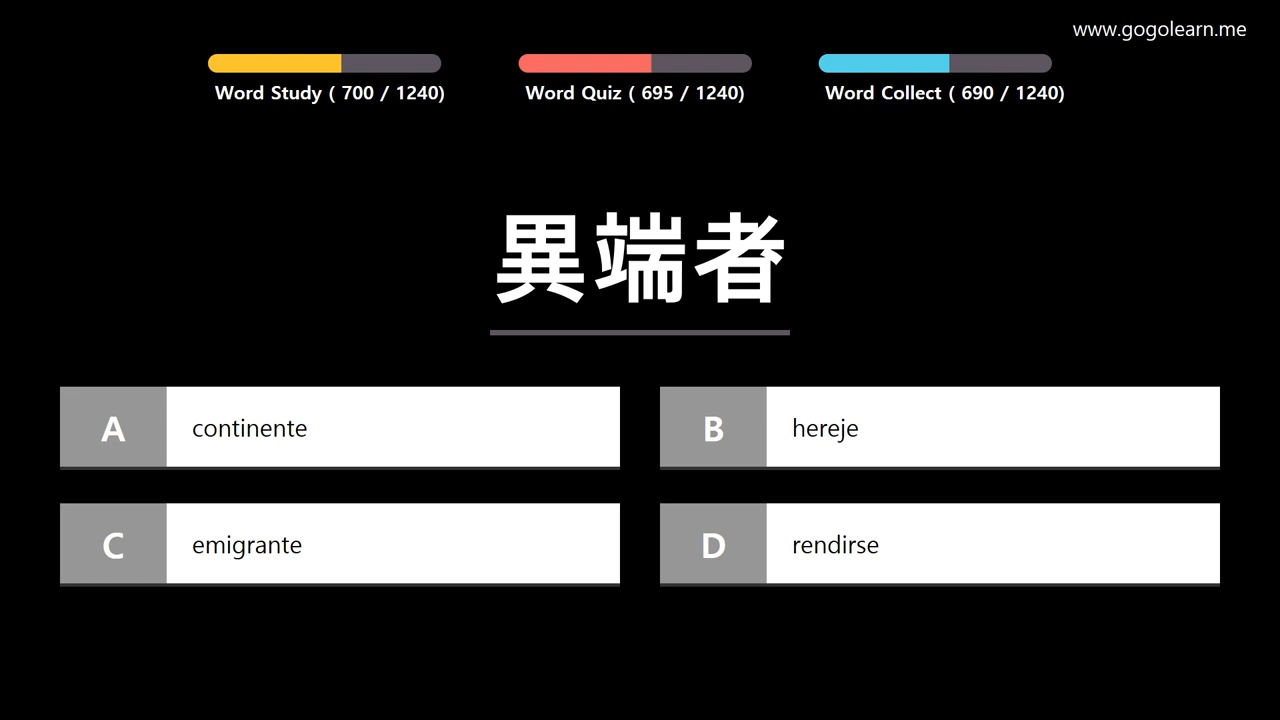 www.gogolearn.me
Word Study ( 700 / 1240)
Word Quiz ( 695 / 1240)
Word Collect ( 690 / 1240)
異端者
A continente
B hereje
C emigrante
D rendirse